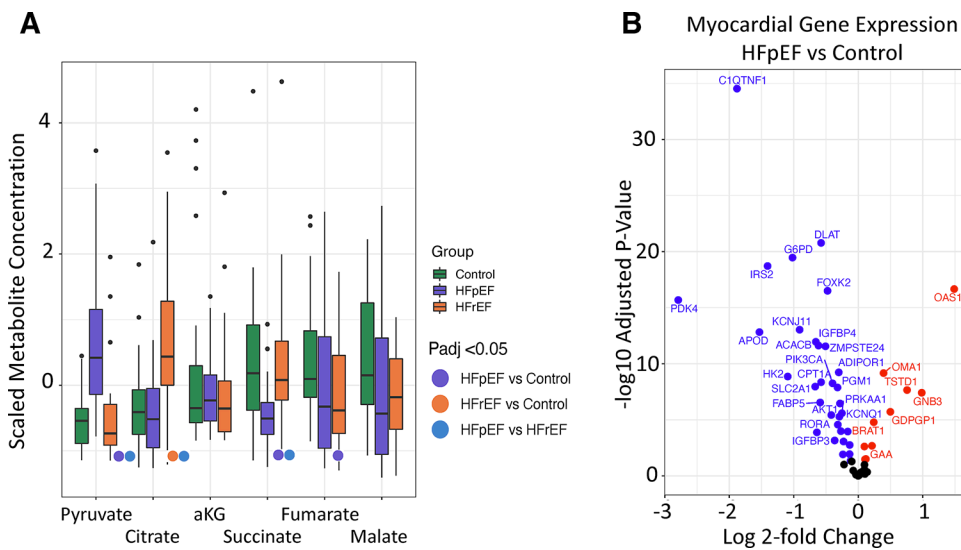 A
Scaled Metabolite Concentration
4
2
0
Pyruvate
Citrate
aKG
Succinate
Fumarate
Malate
Group
Control
HFpEF
HFrEF
Padj <0.05
HFpEF vs Control
HFrEF vs Control
HFpEF vs HFrEF
B
Myocardial Gene Expression
HFpEF vs Control
-log10 Adjusted P-Value
30
20
10
0
C1QTNF1
DLAT
G6PD
IRS2
FOXK2
OAS1
PDK4
KCNJ11
APOD
IGFBP4
ACACB
ZMPSTE24
PIK3CA
ADIPOR1
OMA1
HK2
CPT1A
TSTD1
SLC2A1
PGM1
GNB3
FABP5
PRKAA1
AKT1
KCNQ1
GDPGP1
RORA
BRAT1
IGFBP3
GAA
-3
-2
-1
0
1
Log 2-fold Change